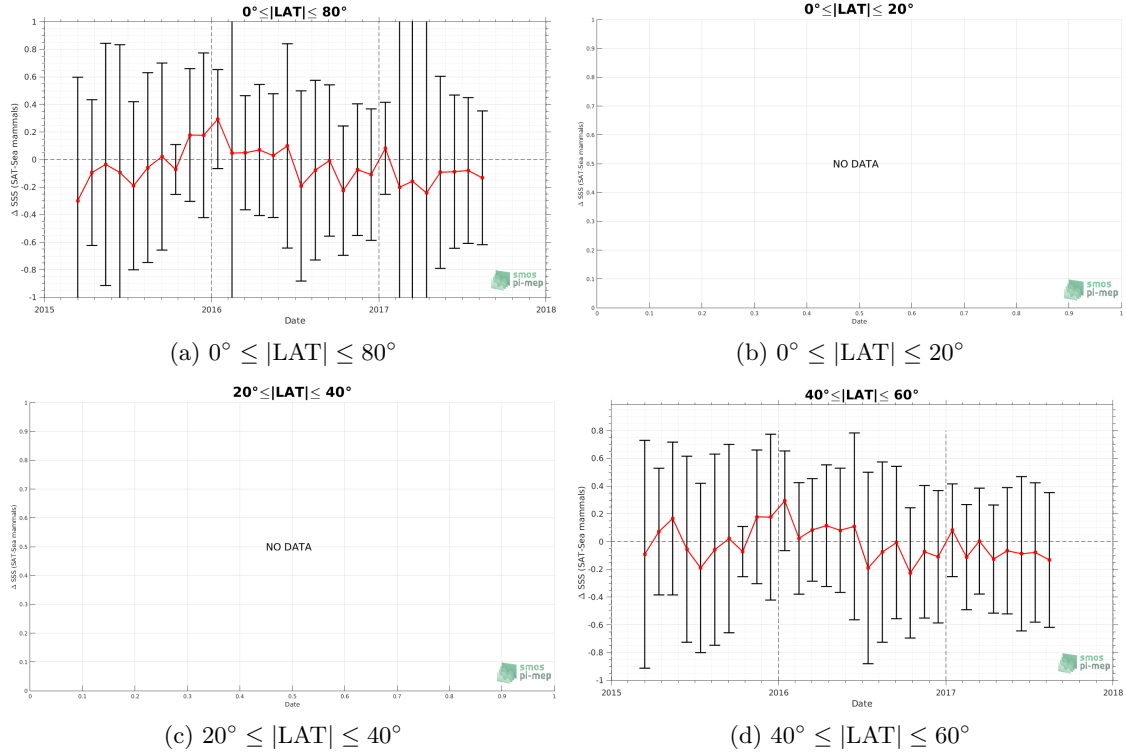 0°≤|LAT|≤ 80°
1
0.8
0.6
0.4
0.2
0
-0.2
-0.4
-0.6
-0.8
-1
Δ SSS (SAT-Sea mammals)
2015 2016 2017 2018
Date
smos
pi-mep
(a) 0° ≤ |LAT| ≤ 80°
0°≤|LAT|≤ 20°
1
0.9
0.8
0.7
0.6
0.5
0.4
0.3
0.2
0.1
0
Δ SSS (SAT-Sea mammals)
NO DATA
0 0.1 0.2 0.3 0.4 0.5 0.6 0.7 0.8 0.9 1
Date
smos
pi-mep
(b) 0° ≤ |LAT| ≤ 20°
20°≤|LAT|≤ 40°
1
0.9
0.8
0.7
0.6
0.5
0.4
0.3
0.2
0.1
0
Δ SSS (SAT-Sea mammals)
NO DATA
0 0.1 0.2 0.3 0.4 0.5 0.6 0.7 0.8 0.9 1
Date
smos
pi-mep
(c) 20° ≤ |LAT| ≤ 40°
40°≤|LAT|≤ 60°
0.8
0.6
0.4
0.2
0
-0.2
-0.4
-0.6
-0.8
-1
Δ SSS (SAT-Sea mammals)
2015 2016 2017 2018
Date
smos
pi-mep
(d) 40° ≤ |LAT| ≤ 60°